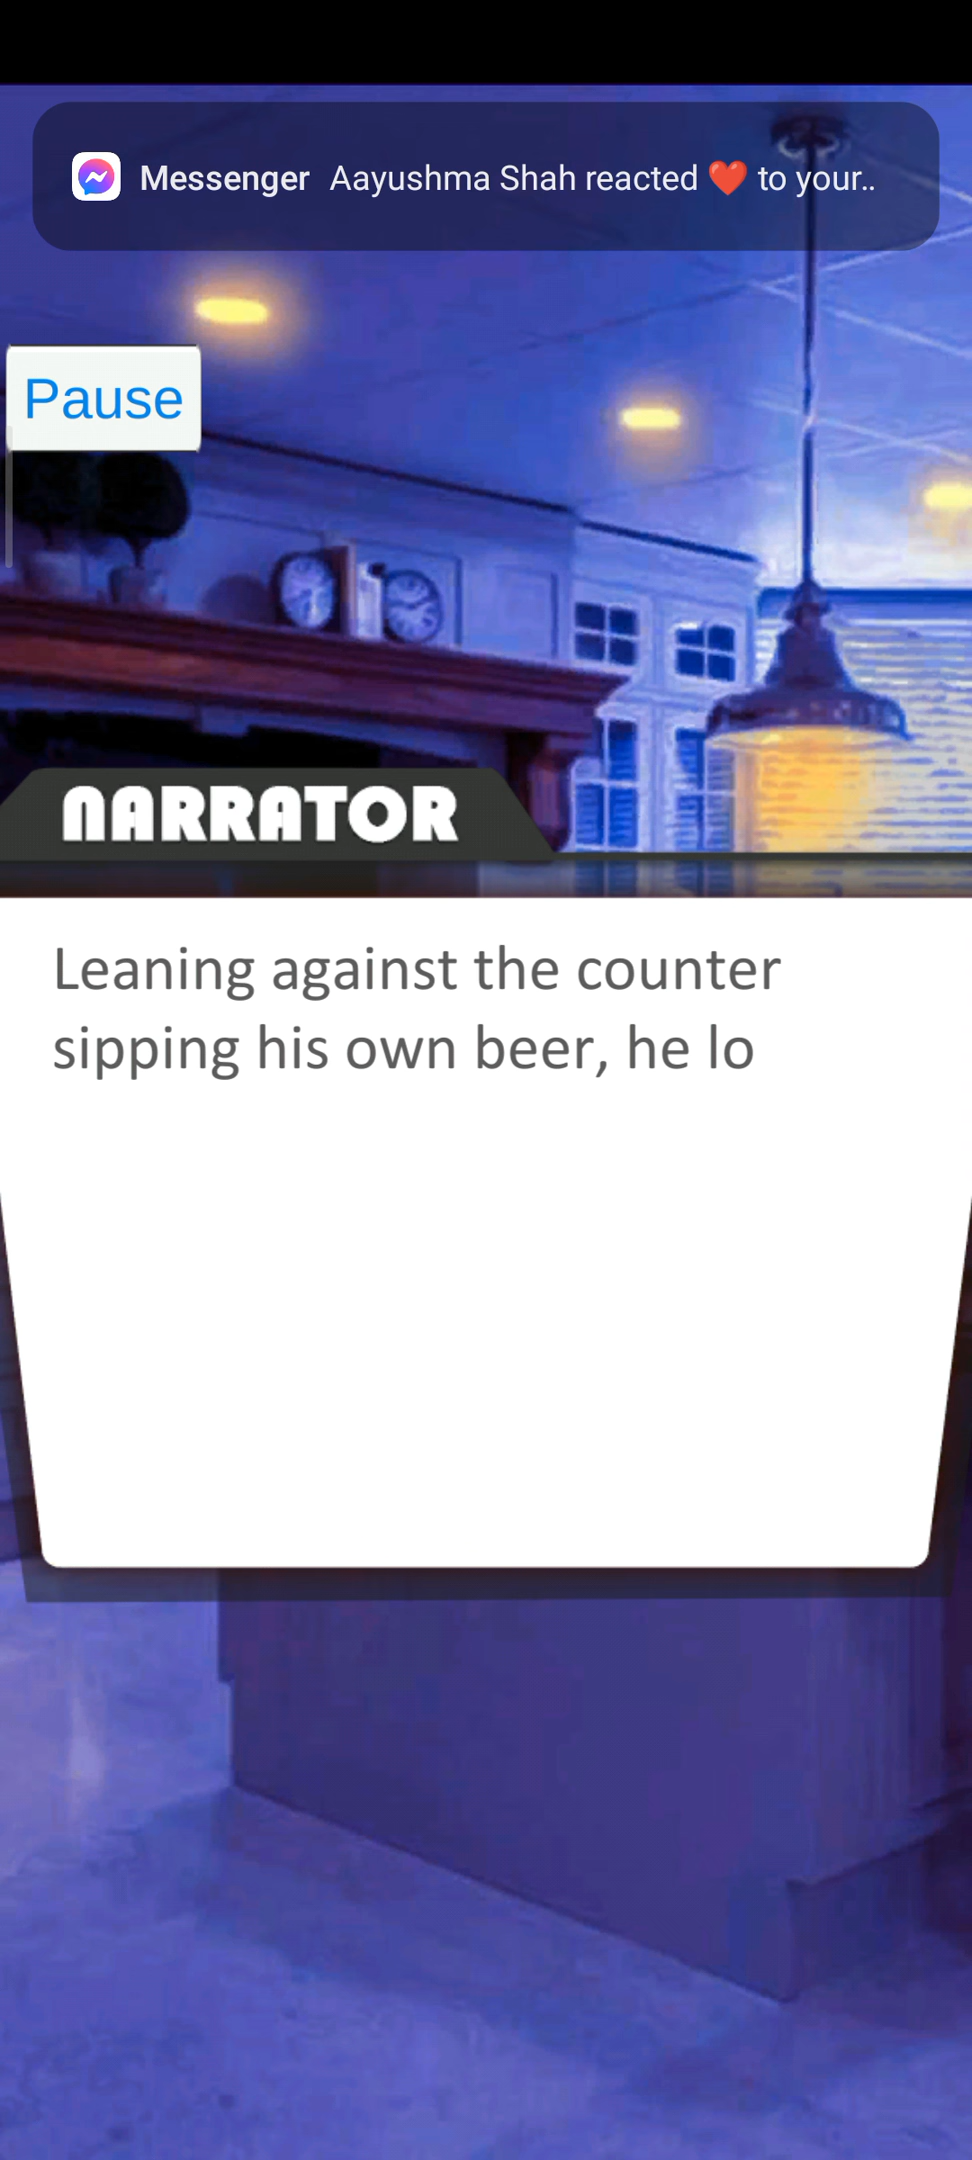 Messenger Aayushma Shah reacted ❤️ to your..
Pause
NARRATOR
Leaning against the counter
sipping his own beer, he lo